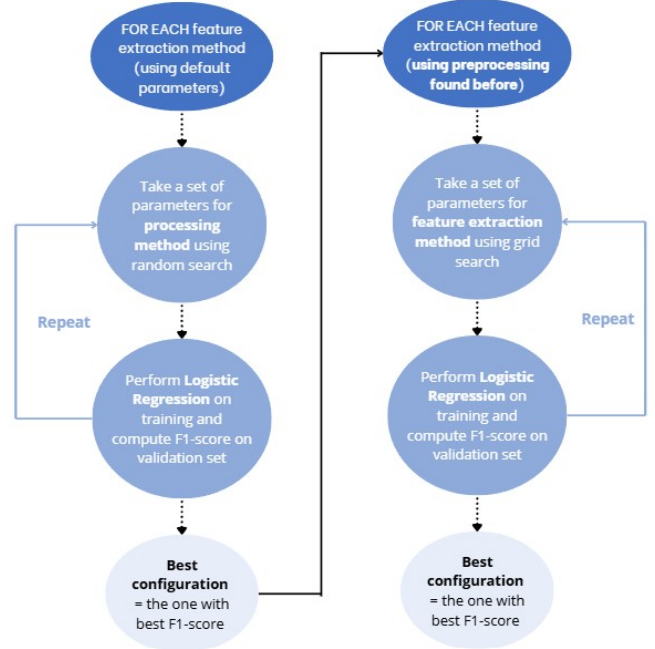 FOR EACH feature
extraction method
(using default
parameters)
Take a set of
parameters for
processing
method using
random search
Repeat
Perform Logistic
Regression on
training and
compute F1-score on
validation set
Best
configuration
= the one with
best F1-score
FOR EACH feature
extraction method
(using preprocessing
found before)
Take a set of
parameters for
feature extraction
method using grid
search
Repeat
Perform Logistic
Regression on
training and
compute F1-score on
validation set
Best
configuration
= the one with
best F1-score